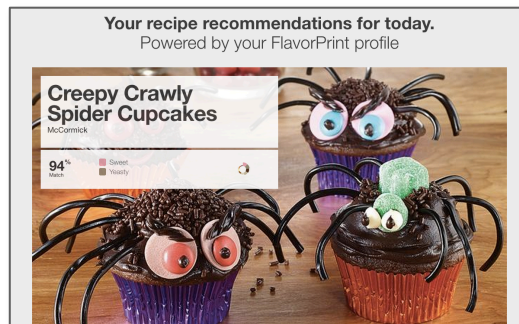 Your recipe recommendations for today.
Powered by your FlavorPrint profile
Creepy Crawly
Spider Cupcakes
McCormick
94%
Match
Sweet
Yeasty